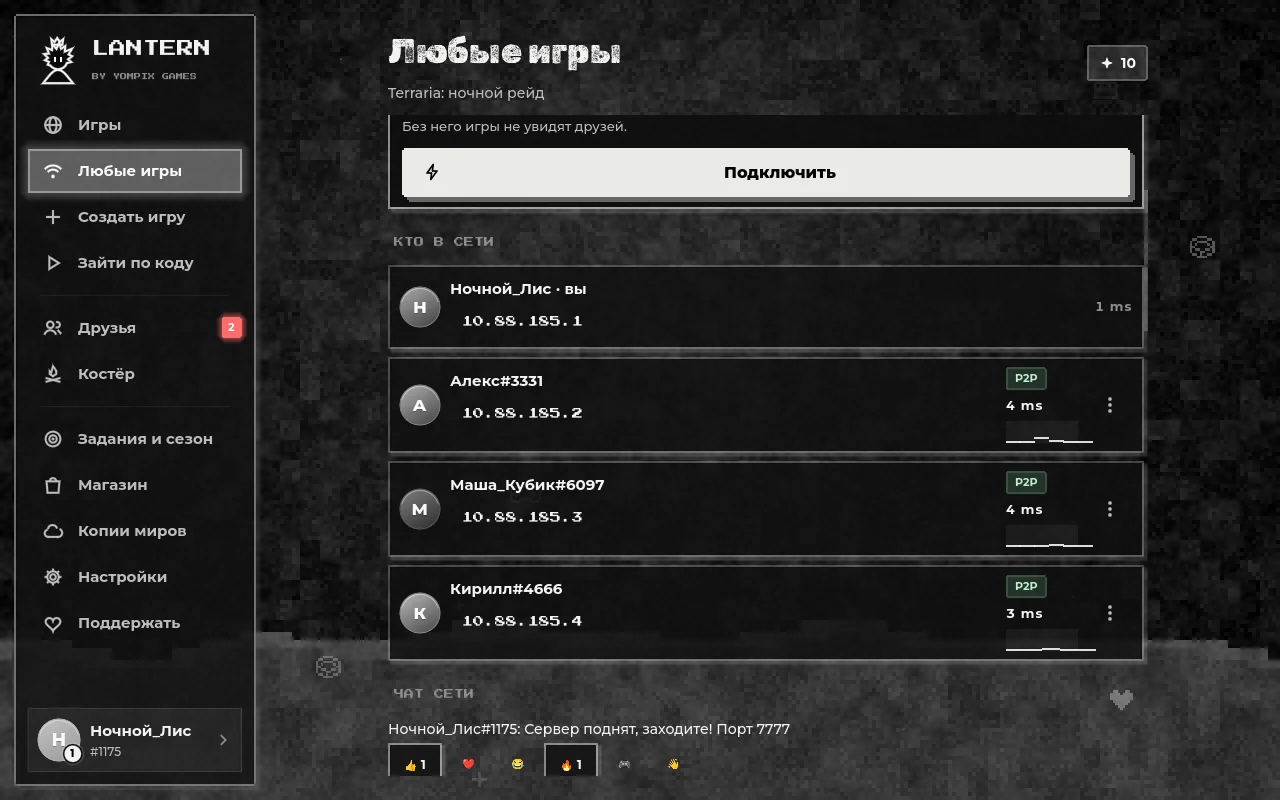 LANTERN
BY YOMPIX GAMES
Игры
Любые игры
Создать игру
Зайти по коду
Друзья
2
Костёр
Задания и сезон
Магазин
Копии миров
Настройки
Поддержать
Н
1
Ночной_Лис
#1175
Любые игры
Terraria: ночной рейд
10
Без него игры не увидят друзей.
Подключить
КТО В СЕТИ
Н
Ночной_Лис · вы
10.88.185.1
1 ms
А
Алекс#3331
10.88.185.2
P2P
4 ms
М
Маша_Кубик#6097
10.88.185.3
P2P
4 ms
К
Кирилл#4666
10.88.185.4
P2P
3 ms
ЧАТ СЕТИ
Ночной_Лис#1175: Сервер поднят, заходите! Порт 7777
👍 1 ❤️ 😂 🔥 1 🎮 👋